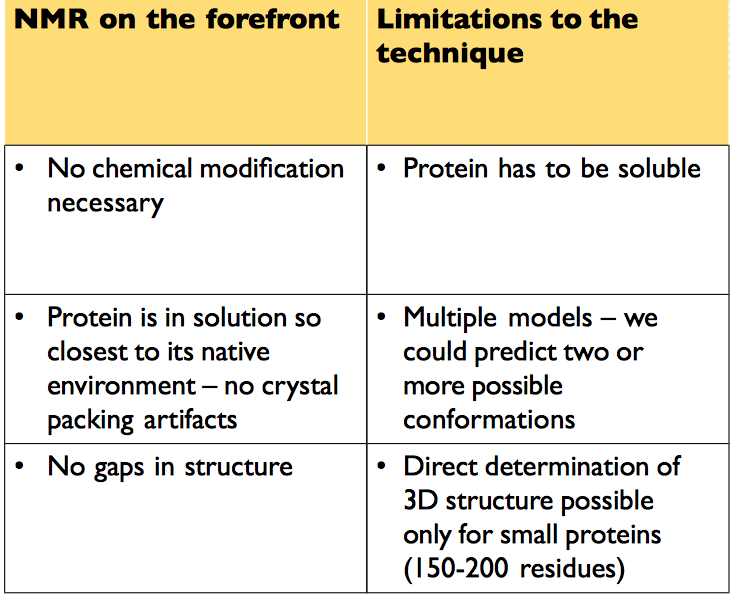 NMR on the forefront
Limitations to the
technique
• No chemical modification
necessary
• Protein has to be soluble
• Protein is in solution so
closest to its native
environment – no crystal
packing artifacts
• Multiple models – we
could predict two or
more possible
conformations
• No gaps in structure
• Direct determination of
3D structure possible
only for small proteins
(150-200 residues)